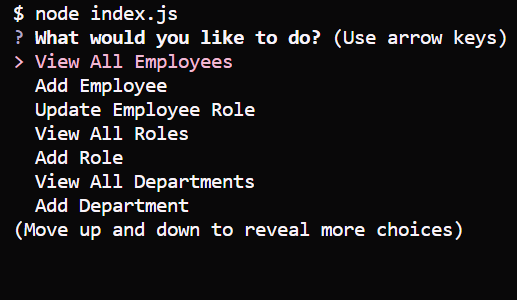 $ node index.js
? What would you like to do? (Use arrow keys)
> View All Employees
Add Employee
Update Employee Role
View All Roles
Add Role
View All Departments
Add Department
(Move up and down to reveal more choices)